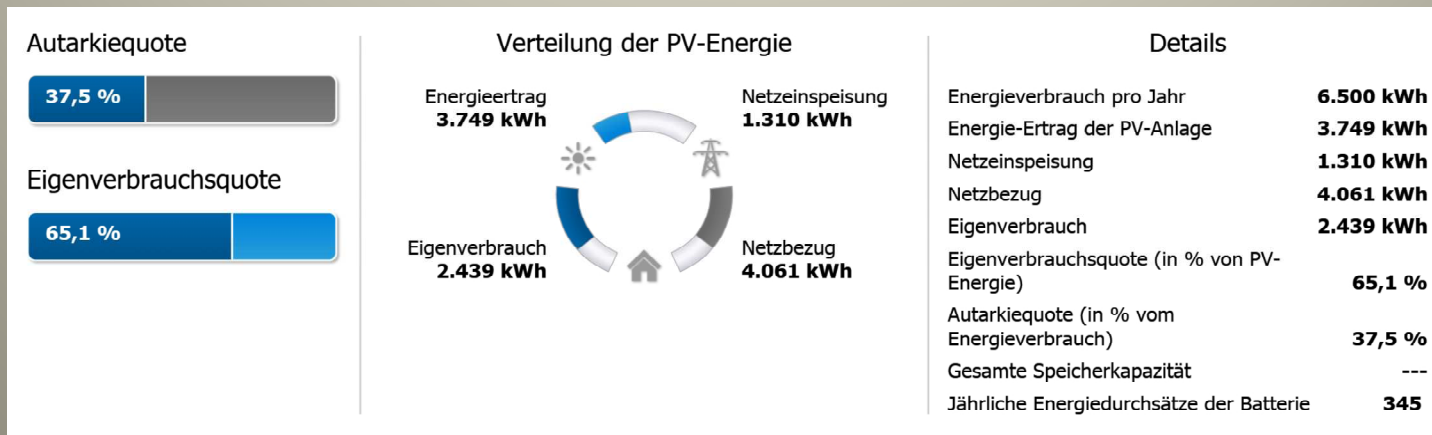 Autarkiequote
37,5 %
Eigenverbrauchsquote
65,1 %
Verteilung der PV-Energie
Energieertrag
3.749 kWh
Netzeinspeisung
1.310 kWh
Eigenverbrauch
2.439 kWh
Netzbezug
4.061 kWh
Details
Energieverbrauch pro Jahr 6.500 kWh
Energie-Ertrag der PV-Anlage 3.749 kWh
Netzeinspeisung 1.310 kWh
Netzbezug 4.061 kWh
Eigenverbrauch 2.439 kWh
Eigenverbrauchsquote (in % von PV-
Energie) 65,1 %
Autarkiequote (in % vom
Energieverbrauch) 37,5 %
Gesamte Speicherkapazität ---
Jährliche Energiedurchsätze der Batterie 345